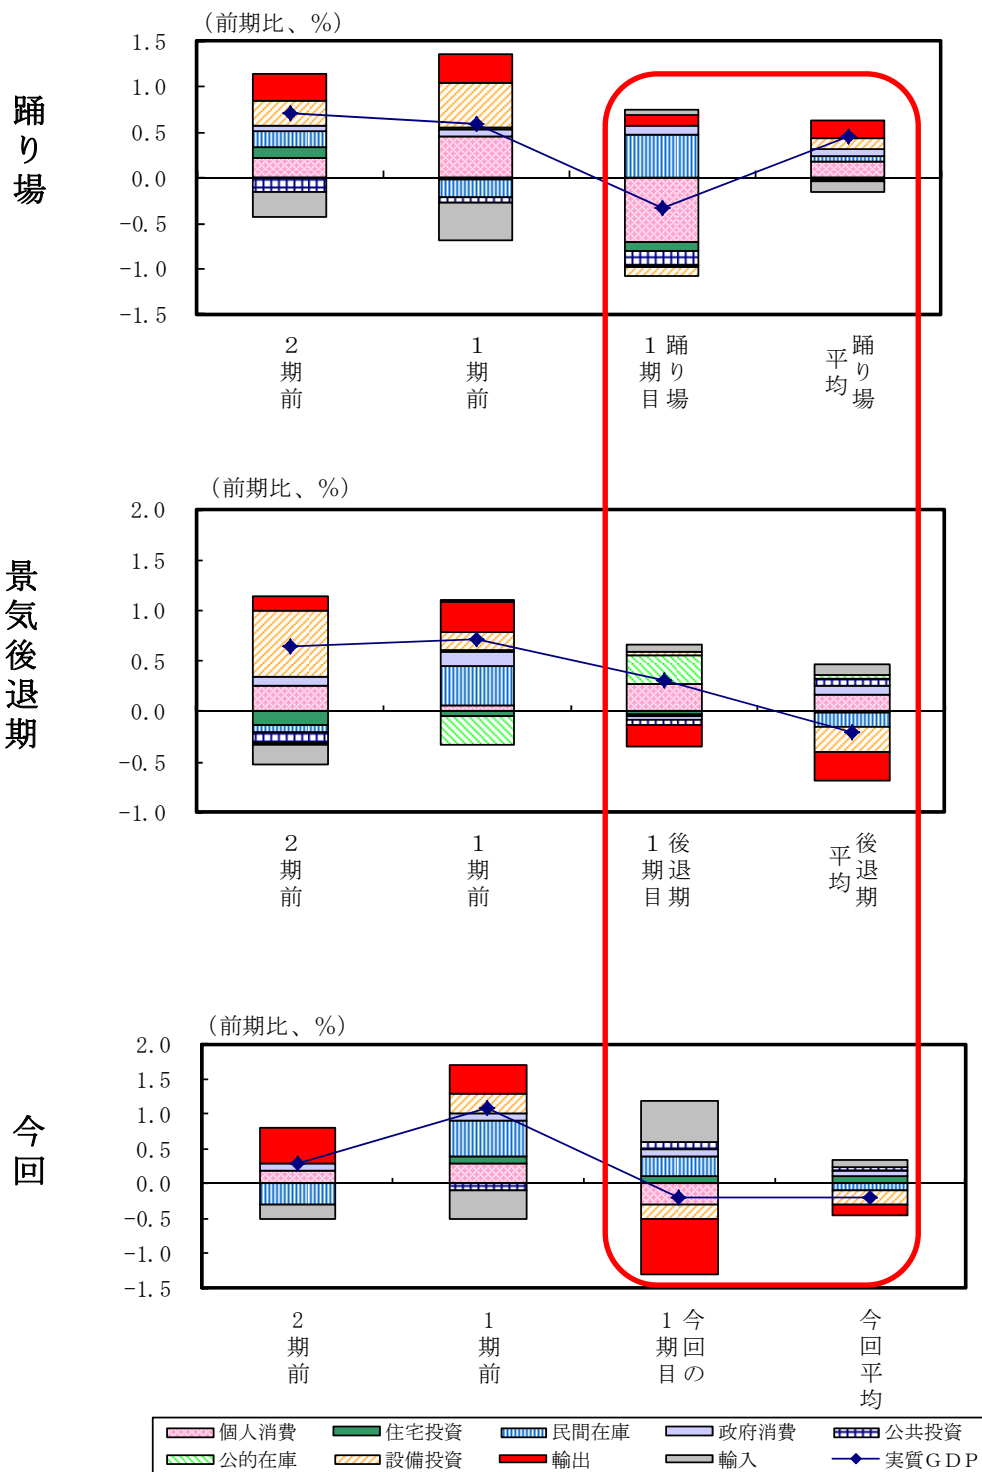 踊り場
(前期比、%)
1.5
1.0
0.5
0.0
-0.5
-1.0
-1.5
2期前
1期前
踊り場
1期目
踊り場
平均
景気後退期
(前期比、%)
2.0
1.5
1.0
0.5
0.0
-0.5
-1.0
2期前
1期前
後退期
1期目
後退期
平均
今回
(前期比、%)
2.0
1.5
1.0
0.5
0.0
-0.5
-1.0
-1.5
2期前
1期前
今回の
1期目
今回平均
個人消費 住宅投資 民間在庫 政府消費 公共投資
公的在庫 設備投資 輸出 輸入 実質GDP